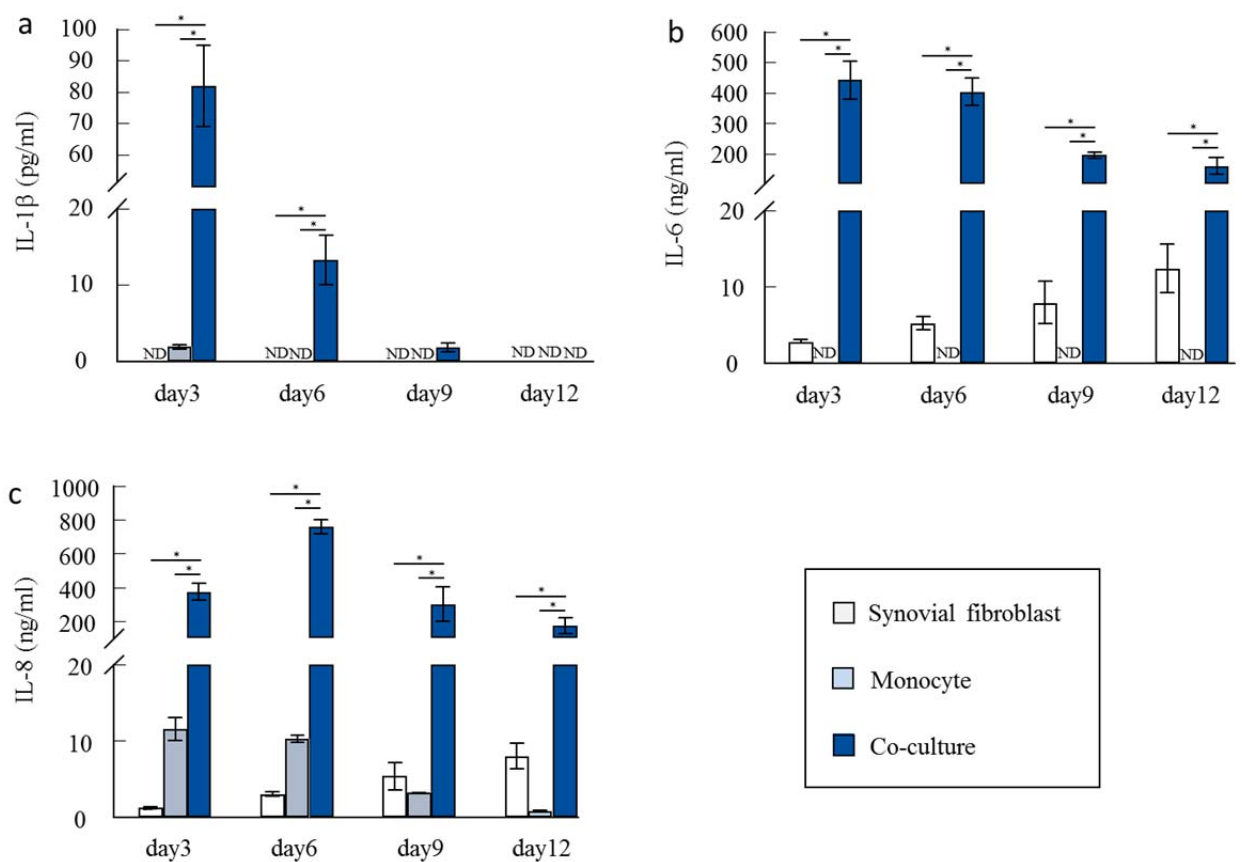 a
IL-1β (pg/ml)
100
90
80
70
60
20
10
0
* *
* *
ND
ND ND
ND ND
ND ND ND
day3 day6 day9 day12
b
IL-6 (ng/ml)
600
500
400
300
200
20
10
0
* *
* *
* *
* *
ND
ND
ND
ND
day3 day6 day9 day12
c
IL-8 (ng/ml)
1000
800
600
400
200
20
10
0
* *
* *
* *
* *
day3 day6 day9 day12
Synovial fibroblast
Monocyte
Co-culture